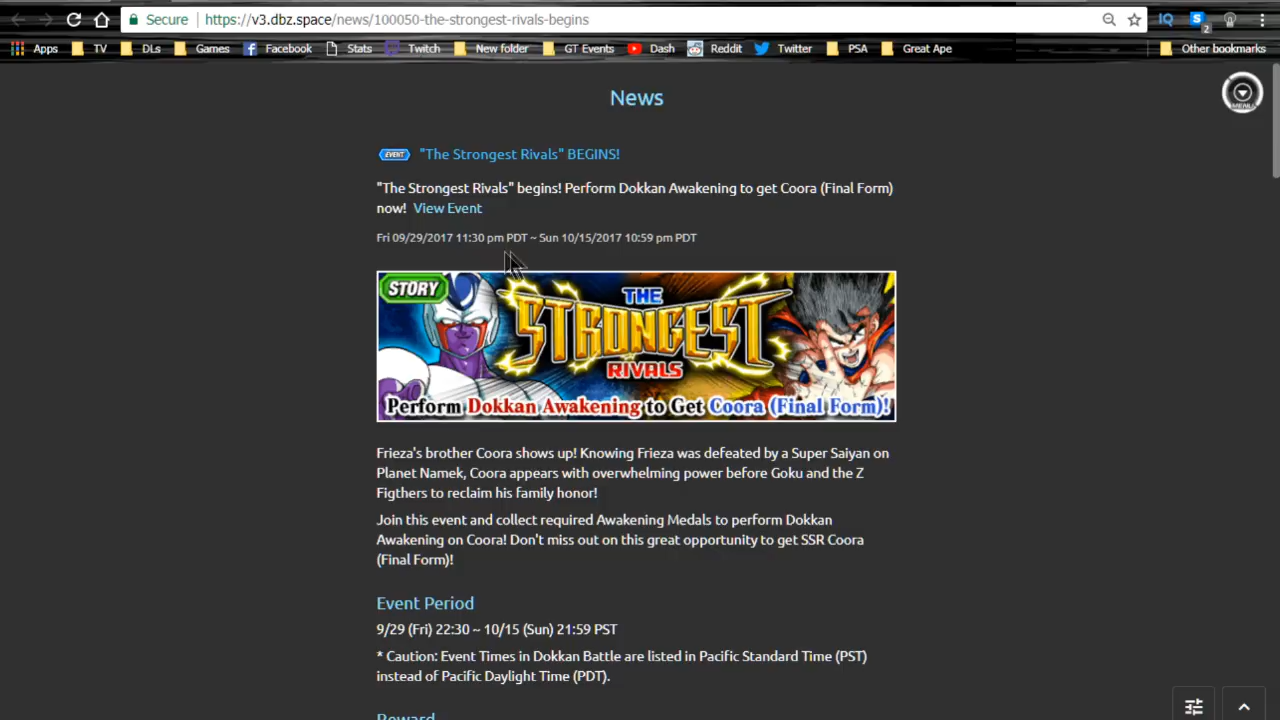 Secure https://v3.dbz.space/news/100050-the-strongest-rivals-begins
IQ S 2
Apps TV DLs Games Facebook Stats Twitch New folder GT Events Dash Reddit Twitter PSA Great Ape Other bookmarks
News
MENU
EVENT "The Strongest Rivals" BEGINS!
"The Strongest Rivals" begins! Perform Dokkan Awakening to get Coora (Final Form)
now! View Event
Fri 09/29/2017 11:30 pm PDT ~ Sun 10/15/2017 10:59 pm PDT
STORY
THE
STRONGEST
RIVALS
Perform Dokkan Awakening to Get Coora (Final Form)!
Frieza's brother Coora shows up! Knowing Frieza was defeated by a Super Saiyan on
Planet Namek, Coora appears with overwhelming power before Goku and the Z
Figthers to reclaim his family honor!
Join this event and collect required Awakening Medals to perform Dokkan
Awakening on Coora! Don't miss out on this great opportunity to get SSR Coora
(Final Form)!
Event Period
9/29 (Fri) 22:30 ~ 10/15 (Sun) 21:59 PST
* Caution: Event Times in Dokkan Battle are listed in Pacific Standard Time (PST)
instead of Pacific Daylight Time (PDT).
Reward